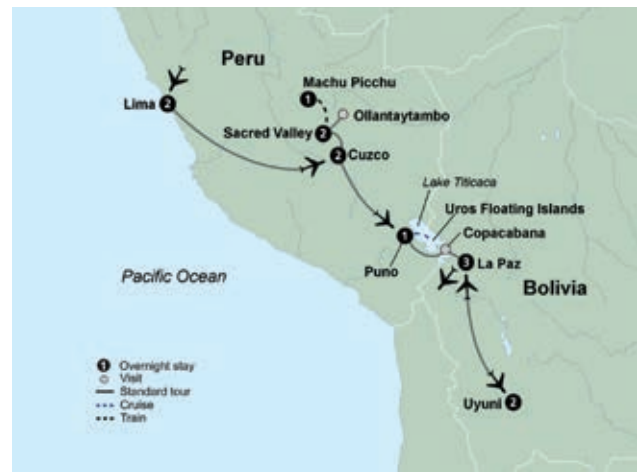 Peru
Machu Picchu
1
Lima 2
Ollantaytambo
Sacred Valley 2
2 Cuzco
Lake Titicaca
Uros Floating Islands
Copacabana
1
Puno
3 La Paz
Pacific Ocean
Bolivia
1 Overnight stay
Visit
Standard tour
Cruise
Train
Uyuni 2